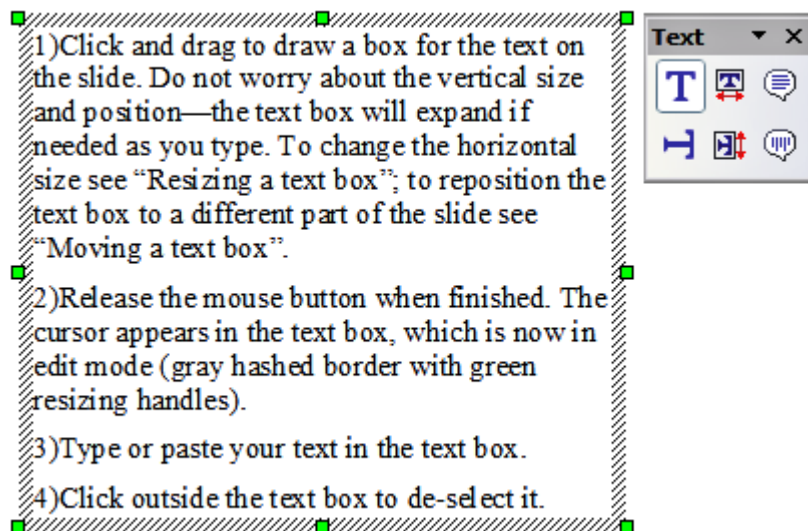 1)Click and drag to draw a box for the text on
the slide. Do not worry about the vertical size
and position—the text box will expand if
needed as you type. To change the horizontal
size see “Resizing a text box”; to reposition the
text box to a different part of the slide see
“Moving a text box”.
2)Release the mouse button when finished. The
cursor appears in the text box, which is now in
edit mode (gray hashed border with green
resizing handles).
3)Type or paste your text in the text box.
4)Click outside the text box to de-select it.
Text